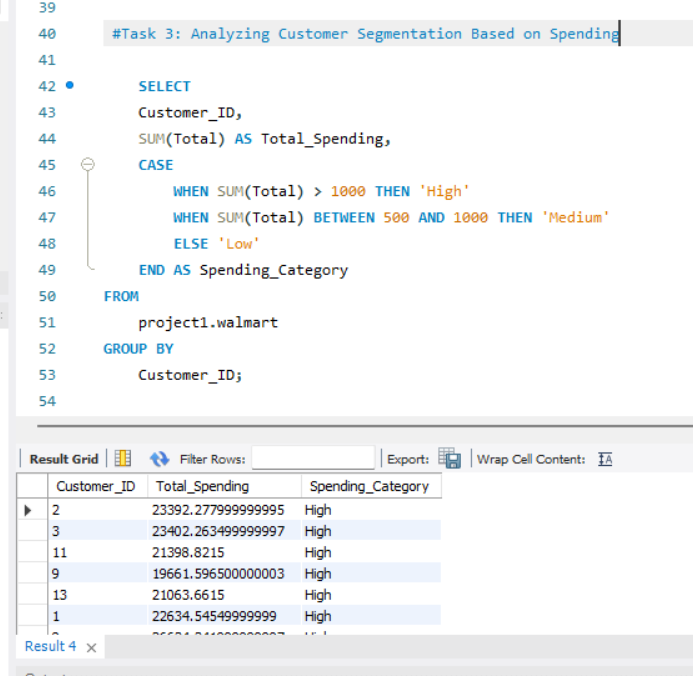 39
40 #Task 3: Analyzing Customer Segmentation Based on Spending
41
42 SELECT
43 Customer_ID,
44 SUM(Total) AS Total_Spending,
45 CASE
46 WHEN SUM(Total) > 1000 THEN 'High'
47 WHEN SUM(Total) BETWEEN 500 AND 1000 THEN 'Medium'
48 ELSE 'Low'
49 END AS Spending_Category
50 FROM
51 project1.walmart
52 GROUP BY
53 Customer_ID;
54
Result Grid Filter Rows: Export: Wrap Cell Content: IA
Customer_ID Total_Spending Spending_Category
2 23392.277999999995 High
3 23402.263499999997 High
11 21398.8215 High
9 19661.596500000003 High
13 21063.6615 High
1 22634.54549999999 High
Result 4